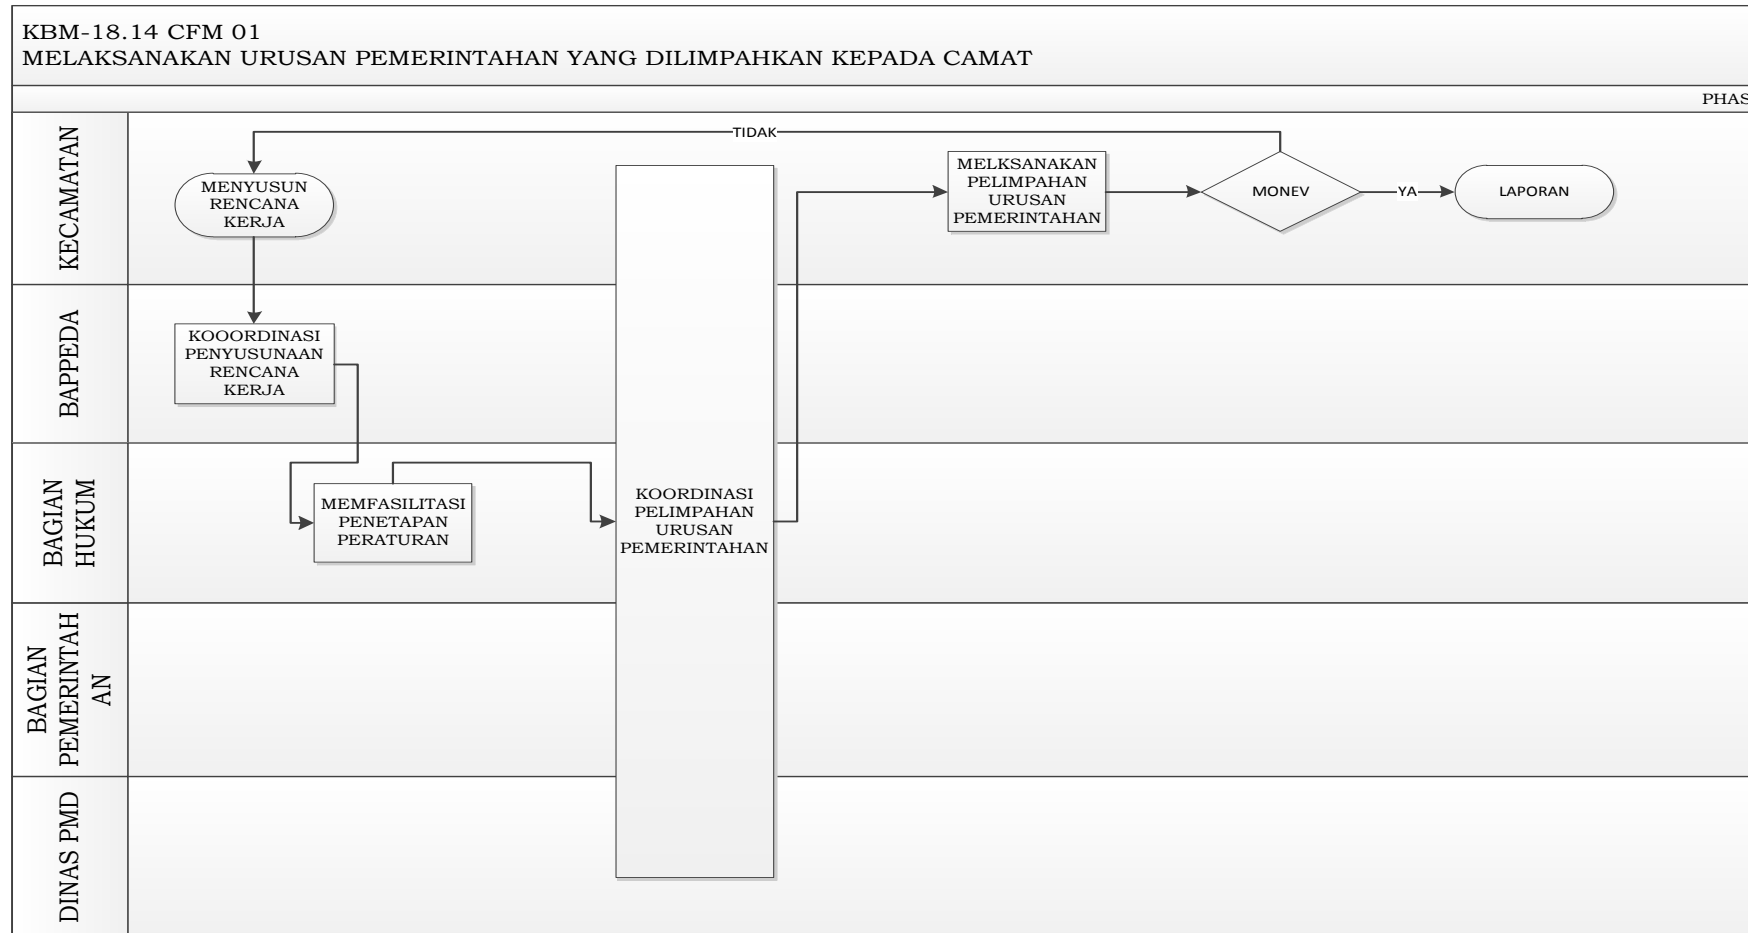 KBM-18.14 CFM 01
MELAKSANAKAN URUSAN PEMERINTAHAN YANG DILIMPAHKAN KEPADA CAMAT
PHAS
KECAMATAN
TIDAK
MENYUSUN
RENCANA
KERJA
MELKSANAKAN
PELIMPAHAN
URUSAN
PEMERINTAHAN
MONEV
YA
LAPORAN
BAPPEDA
KOOORDINASI
PENYUSUNAAN
RENCANA
KERJA
BAGIAN
HUKUM
MEMFASILITASI
PENETAPAN
PERATURAN
KOORDINASI
PELIMPAHAN
URUSAN
PEMERINTAHAN
BAGIAN
PEMERINTAH
AN
DINAS PMD